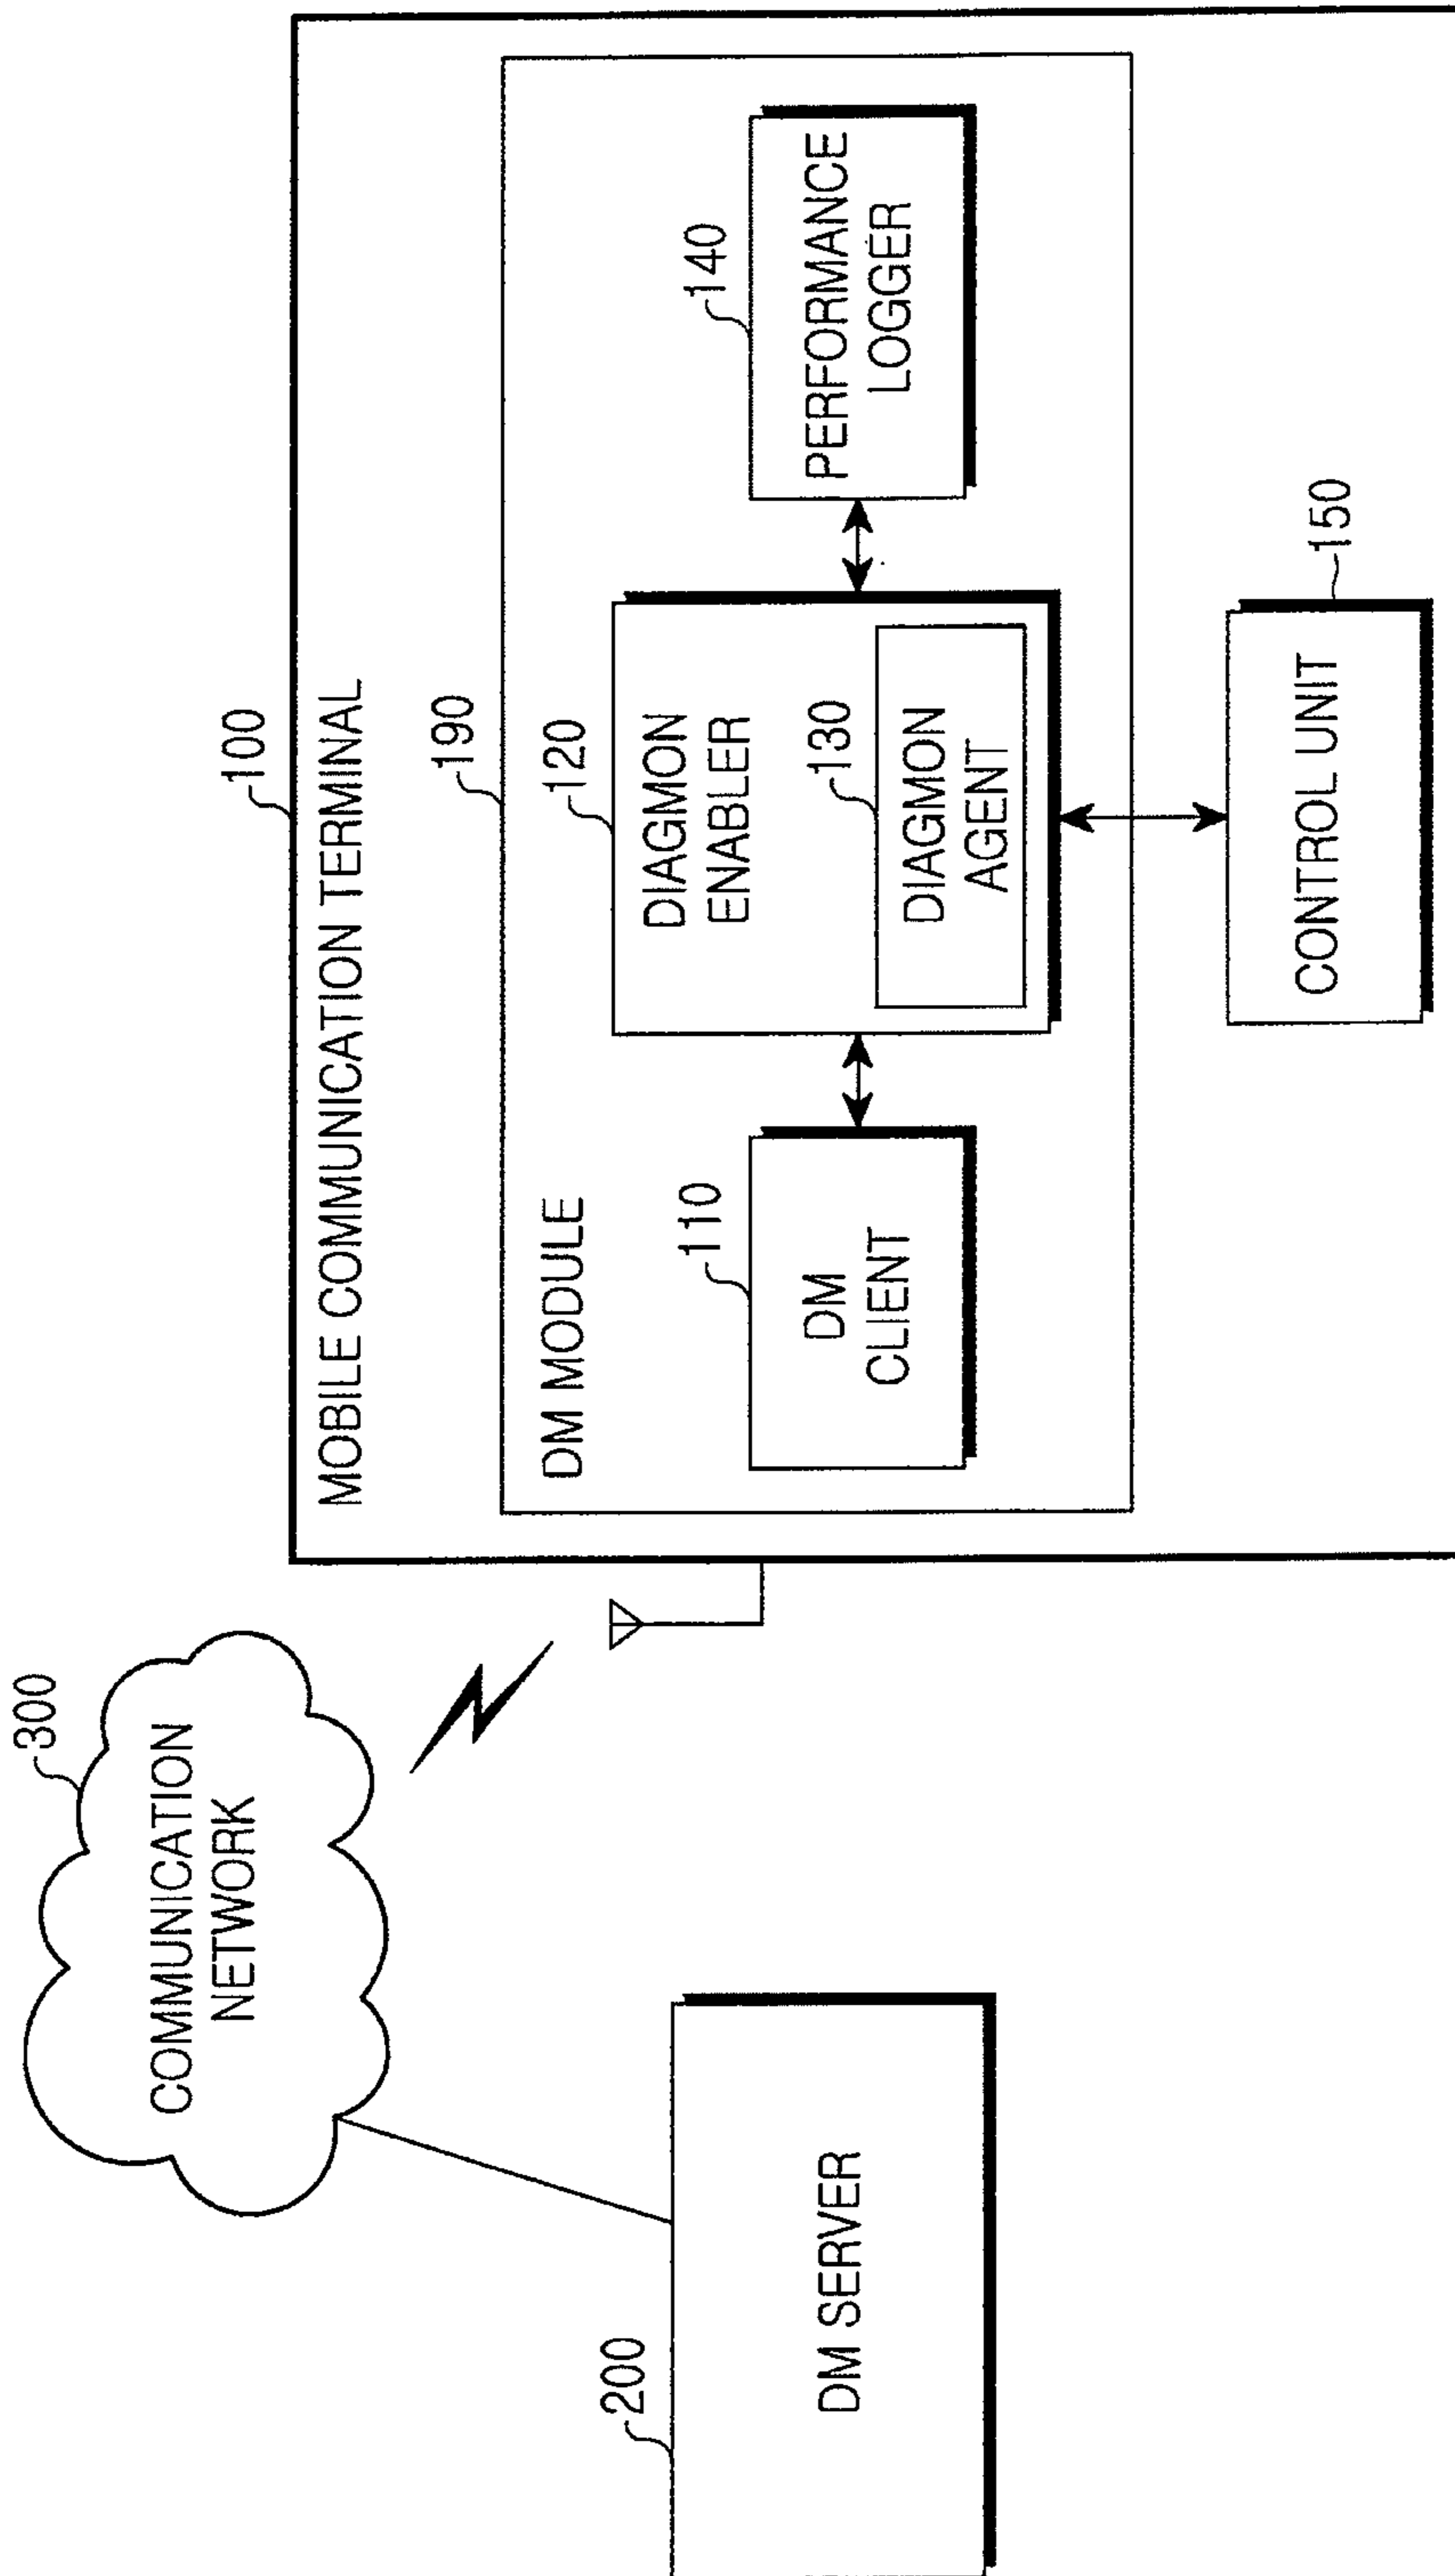 300
COMMUNICATION
NETWORK
200
DM SERVER
100
MOBILE COMMUNICATION TERMINAL
190
DM MODULE
110
DM
CLIENT
120
DIAGMON
ENABLER
130
DIAGMON
AGENT
140
PERFORMANCE
LOGGER
150
CONTROL UNIT